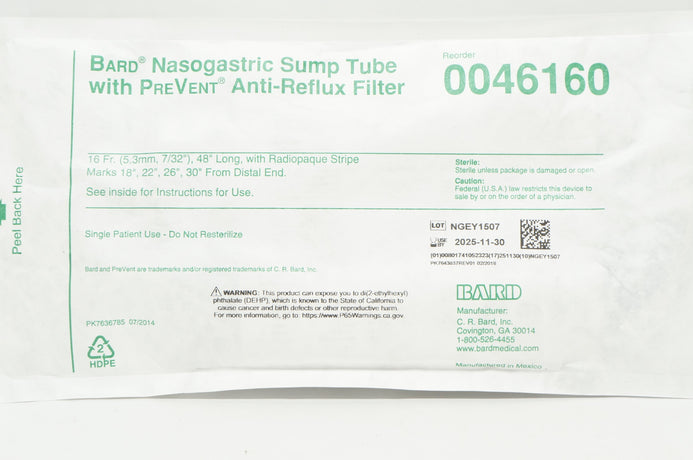 BARD® Nasogastric Sump Tube
with PREVENT® Anti-Reflux Filter
Reorder
0046160
16 Fr. (5.3mm, 7/32"), 48" Long, with Radiopaque Stripe
Marks 18", 22", 26", 30" From Distal End.
See inside for Instructions for Use.
Sterile:
Sterile unless package is damaged or open.
Caution:
Federal (U.S.A.) law restricts this device to
sale by or on the order of a physician.
Peel Back Here
Single Patient Use - Do Not Resterilize
LOT NGEY1507
USE BY 2025-11-30
(01)00801741052323(17)251130(10)NGEY1507
Bard and PreVent are trademarks and/or registered trademarks of C. R. Bard, Inc.
WARNING: This product can expose you to di(2-ethylhexyl)
phthalate (DEHP), which is known to the State of California to
cause cancer and birth defects or other reproductive harm.
For more information, go to: https://www.P65Warnings.ca.gov.
PK7636785 07/2014
2
HDPE
BARD
Manufacturer:
C. R. Bard, Inc.
Covington, GA 30014
1-800-526-4455
www.bardmedical.com
Manufactured in Mexico